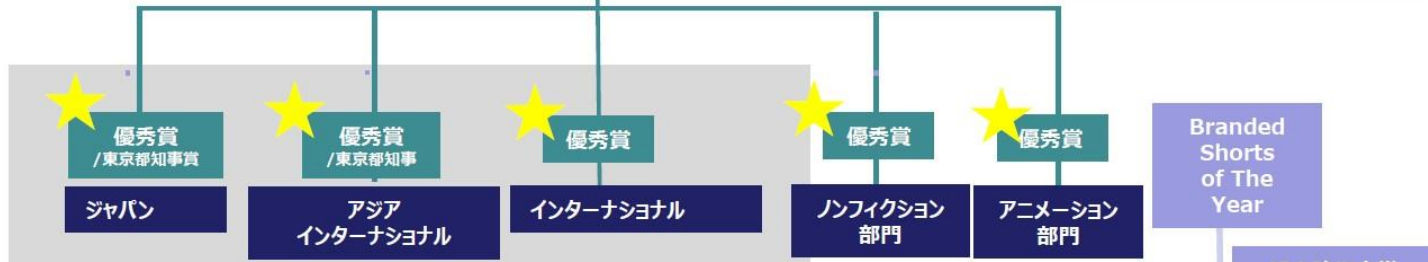 優秀賞
/東京都知事賞
優秀賞
/東京都知事
優秀賞
優秀賞
優秀賞
ジャパン
アジア
インターナショナル
インターナショナル
ノンフィクション
部門
アニメーション
部門
Branded
Shorts
of The
Year